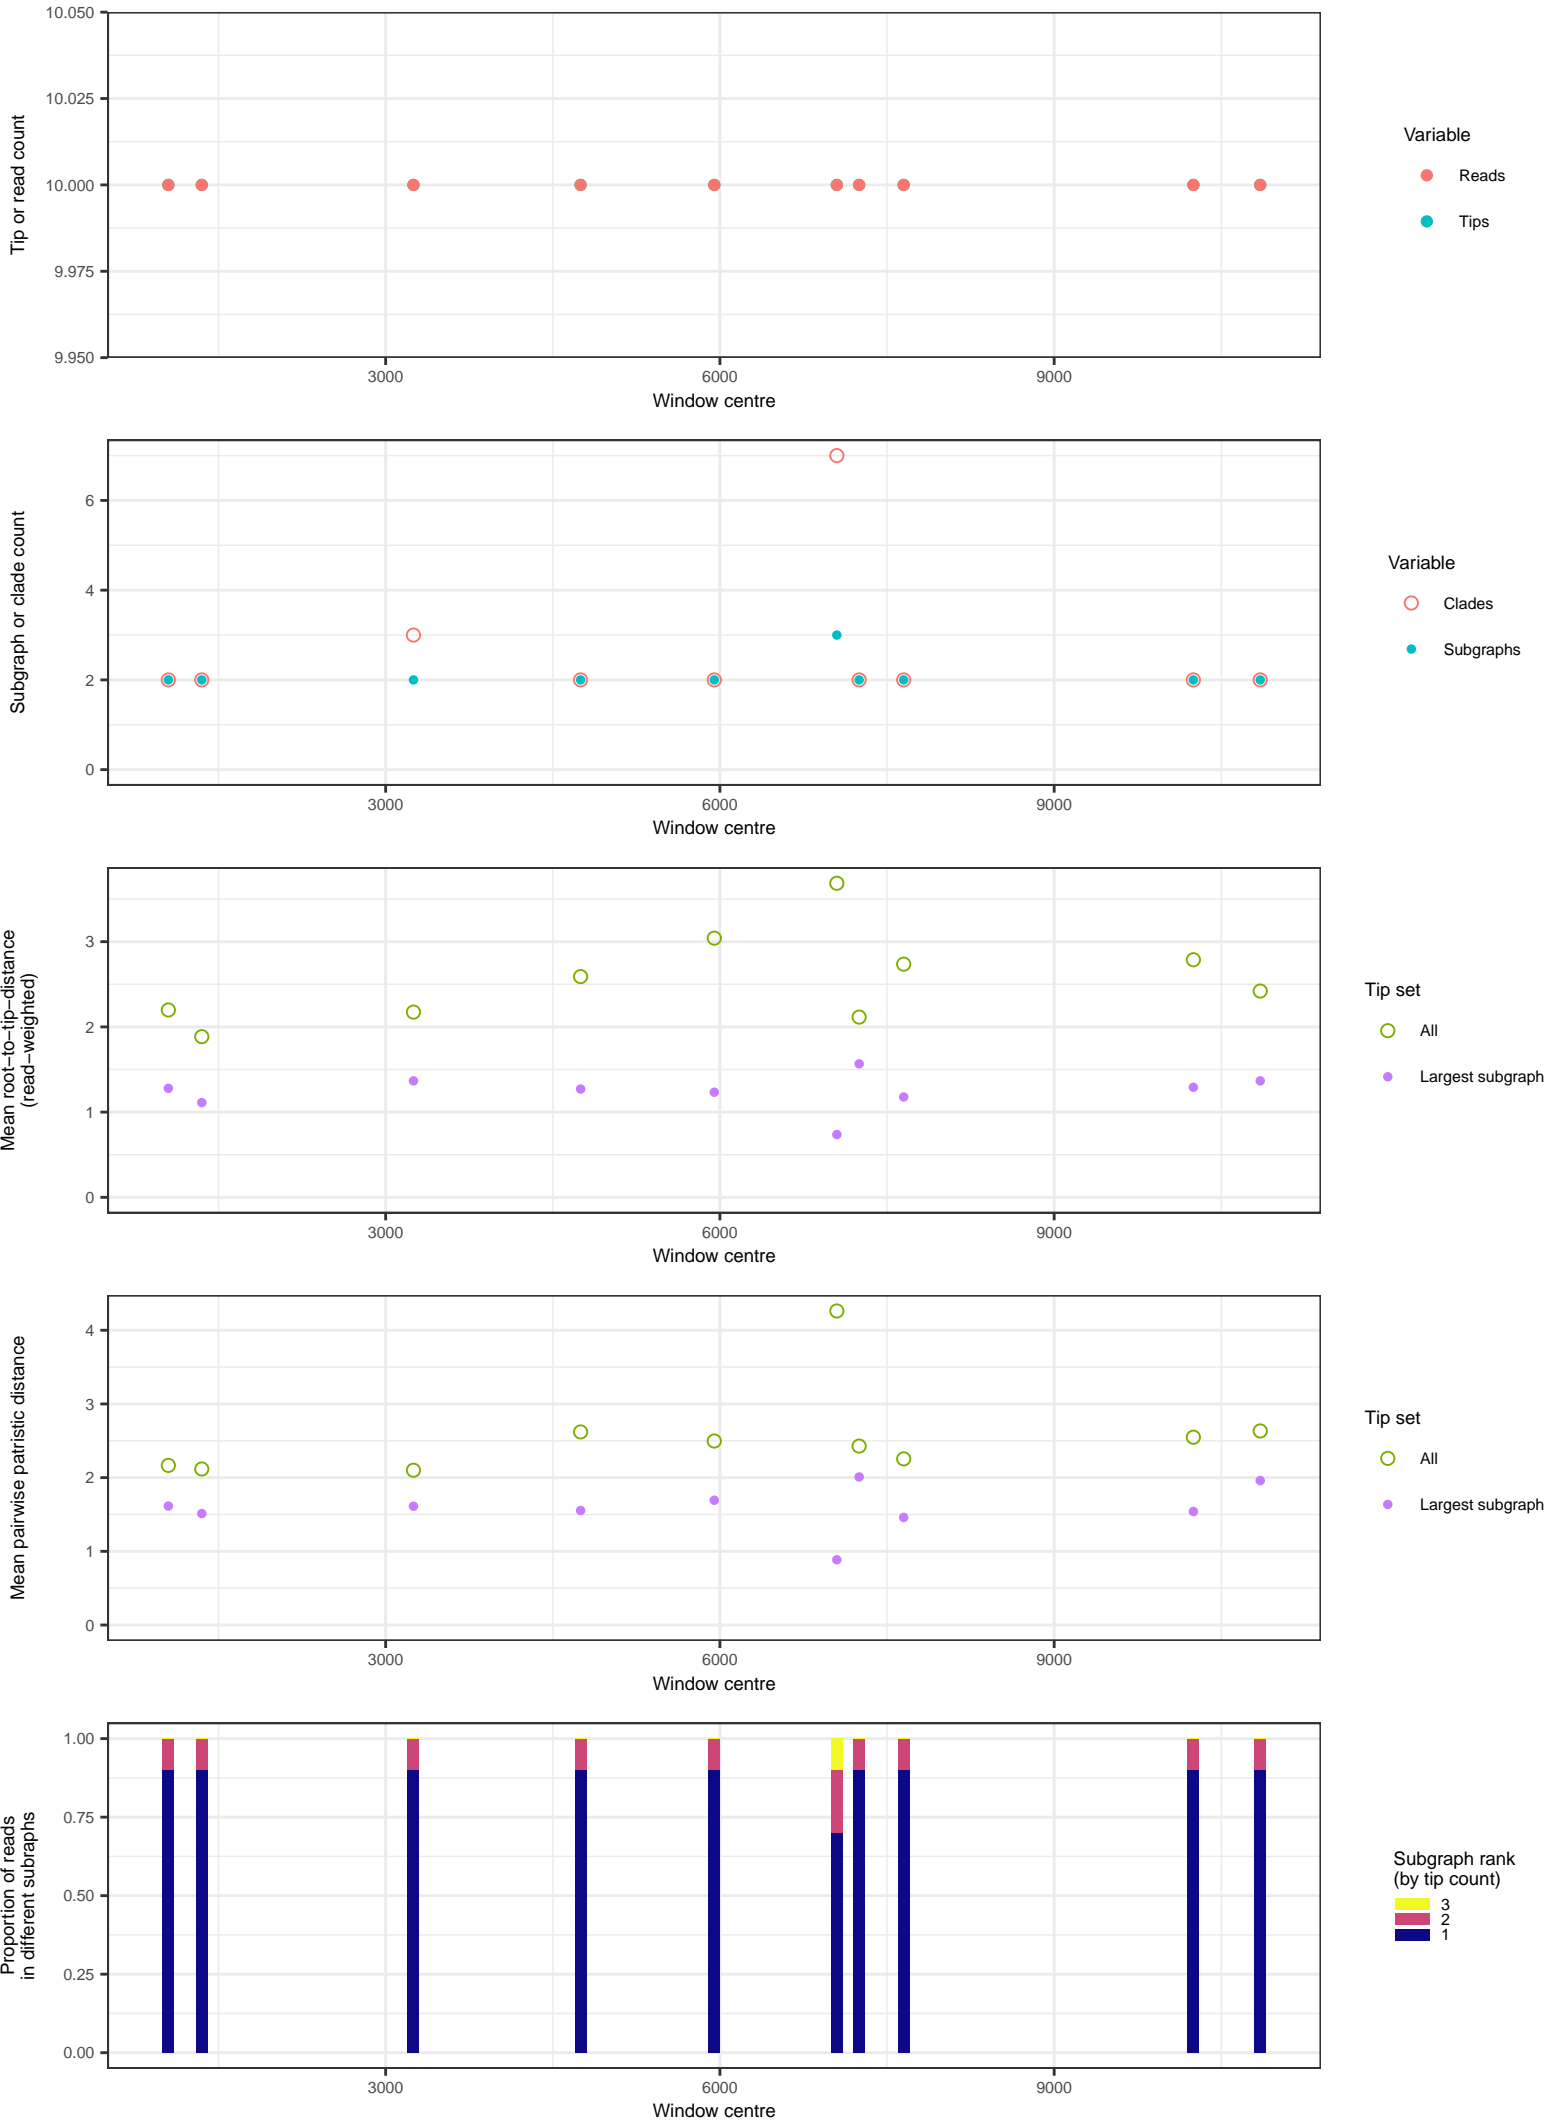 10.050
10.025
10.000
9.975
9.950
Tip or read count
3000
6000
9000
Window centre
Variable
Reads
Tips
6
4
2
0
Subgraph or clade count
3000
6000
9000
Window centre
Variable
Clades
Subgraphs
3
2
1
0
Mean root−to−tip−distance
(read−weighted)
3000
6000
9000
Window centre
Tip set
All
Largest subgraph
4
3
2
1
0
Mean pairwise patristic distance
3000
6000
9000
Window centre
Tip set
All
Largest subgraph
1.00
0.75
0.50
0.25
0.00
Proportion of reads
in different subraphs
3000
6000
9000
Window centre
Subgraph rank
(by tip count)
3
2
1